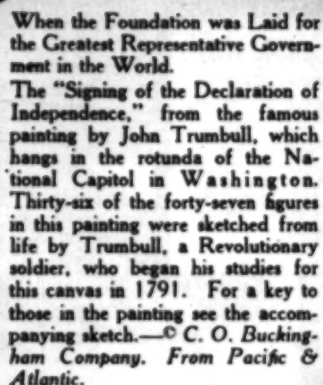 When the Foundation was Laid for
the Greatest Representative Govern-
ment in the World.
The "Signing of the Declaration of
Independence," from the famous
painting by John Trumbull, which
hangs in the rotunda of the Na-
tional Capitol in Washington.
Thirty-six of the forty-seven figures
in this painting were sketched from
life by Trumbull, a Revolutionary
soldier, who began his studies for
this canvas in 1791. For a key to
those in the painting see the accom-
panying sketch.—© C. O. Bucking-
ham Company. From Pacific &
Atlantic.